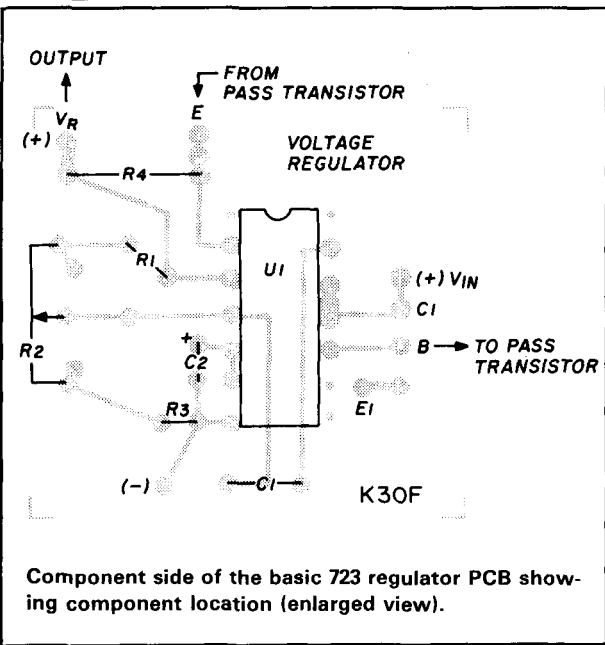 OUTPUT
FROM
PASS TRANSISTOR
VR
E
(+)
VOLTAGE
REGULATOR
R4
R1
U1
(+) VIN
C1
R2
+
C2
B
TO PASS
TRANSISTOR
E1
R3
(-)
C1
K30F
Component side of the basic 723 regulator PCB show-
ing component location (enlarged view).